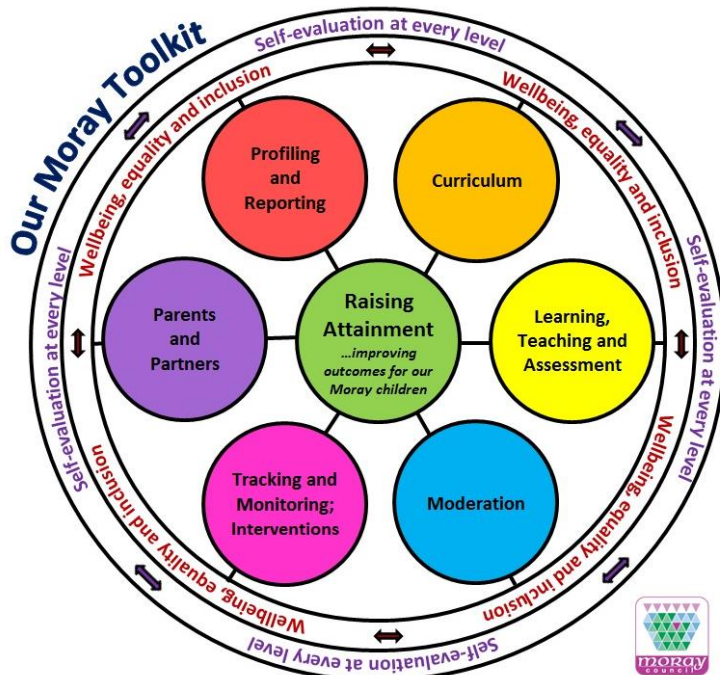 Our Moray Toolkit
Self-evaluation at every level
Wellbeing, equality and inclusion
Wellbeing, equality and inclusion
Profiling
and
Reporting
Curriculum
Self-evaluation at every level
Self-evaluation at every level
Parents
and
Partners
Raising
Attainment
...improving
outcomes for our
Moray children
Learning,
Teaching and
Assessment
Tracking and
Monitoring;
Interventions
Moderation
Wellbeing, equality and inclusion
Wellbeing, equality and inclusion
Self-evaluation at every level
moray
council